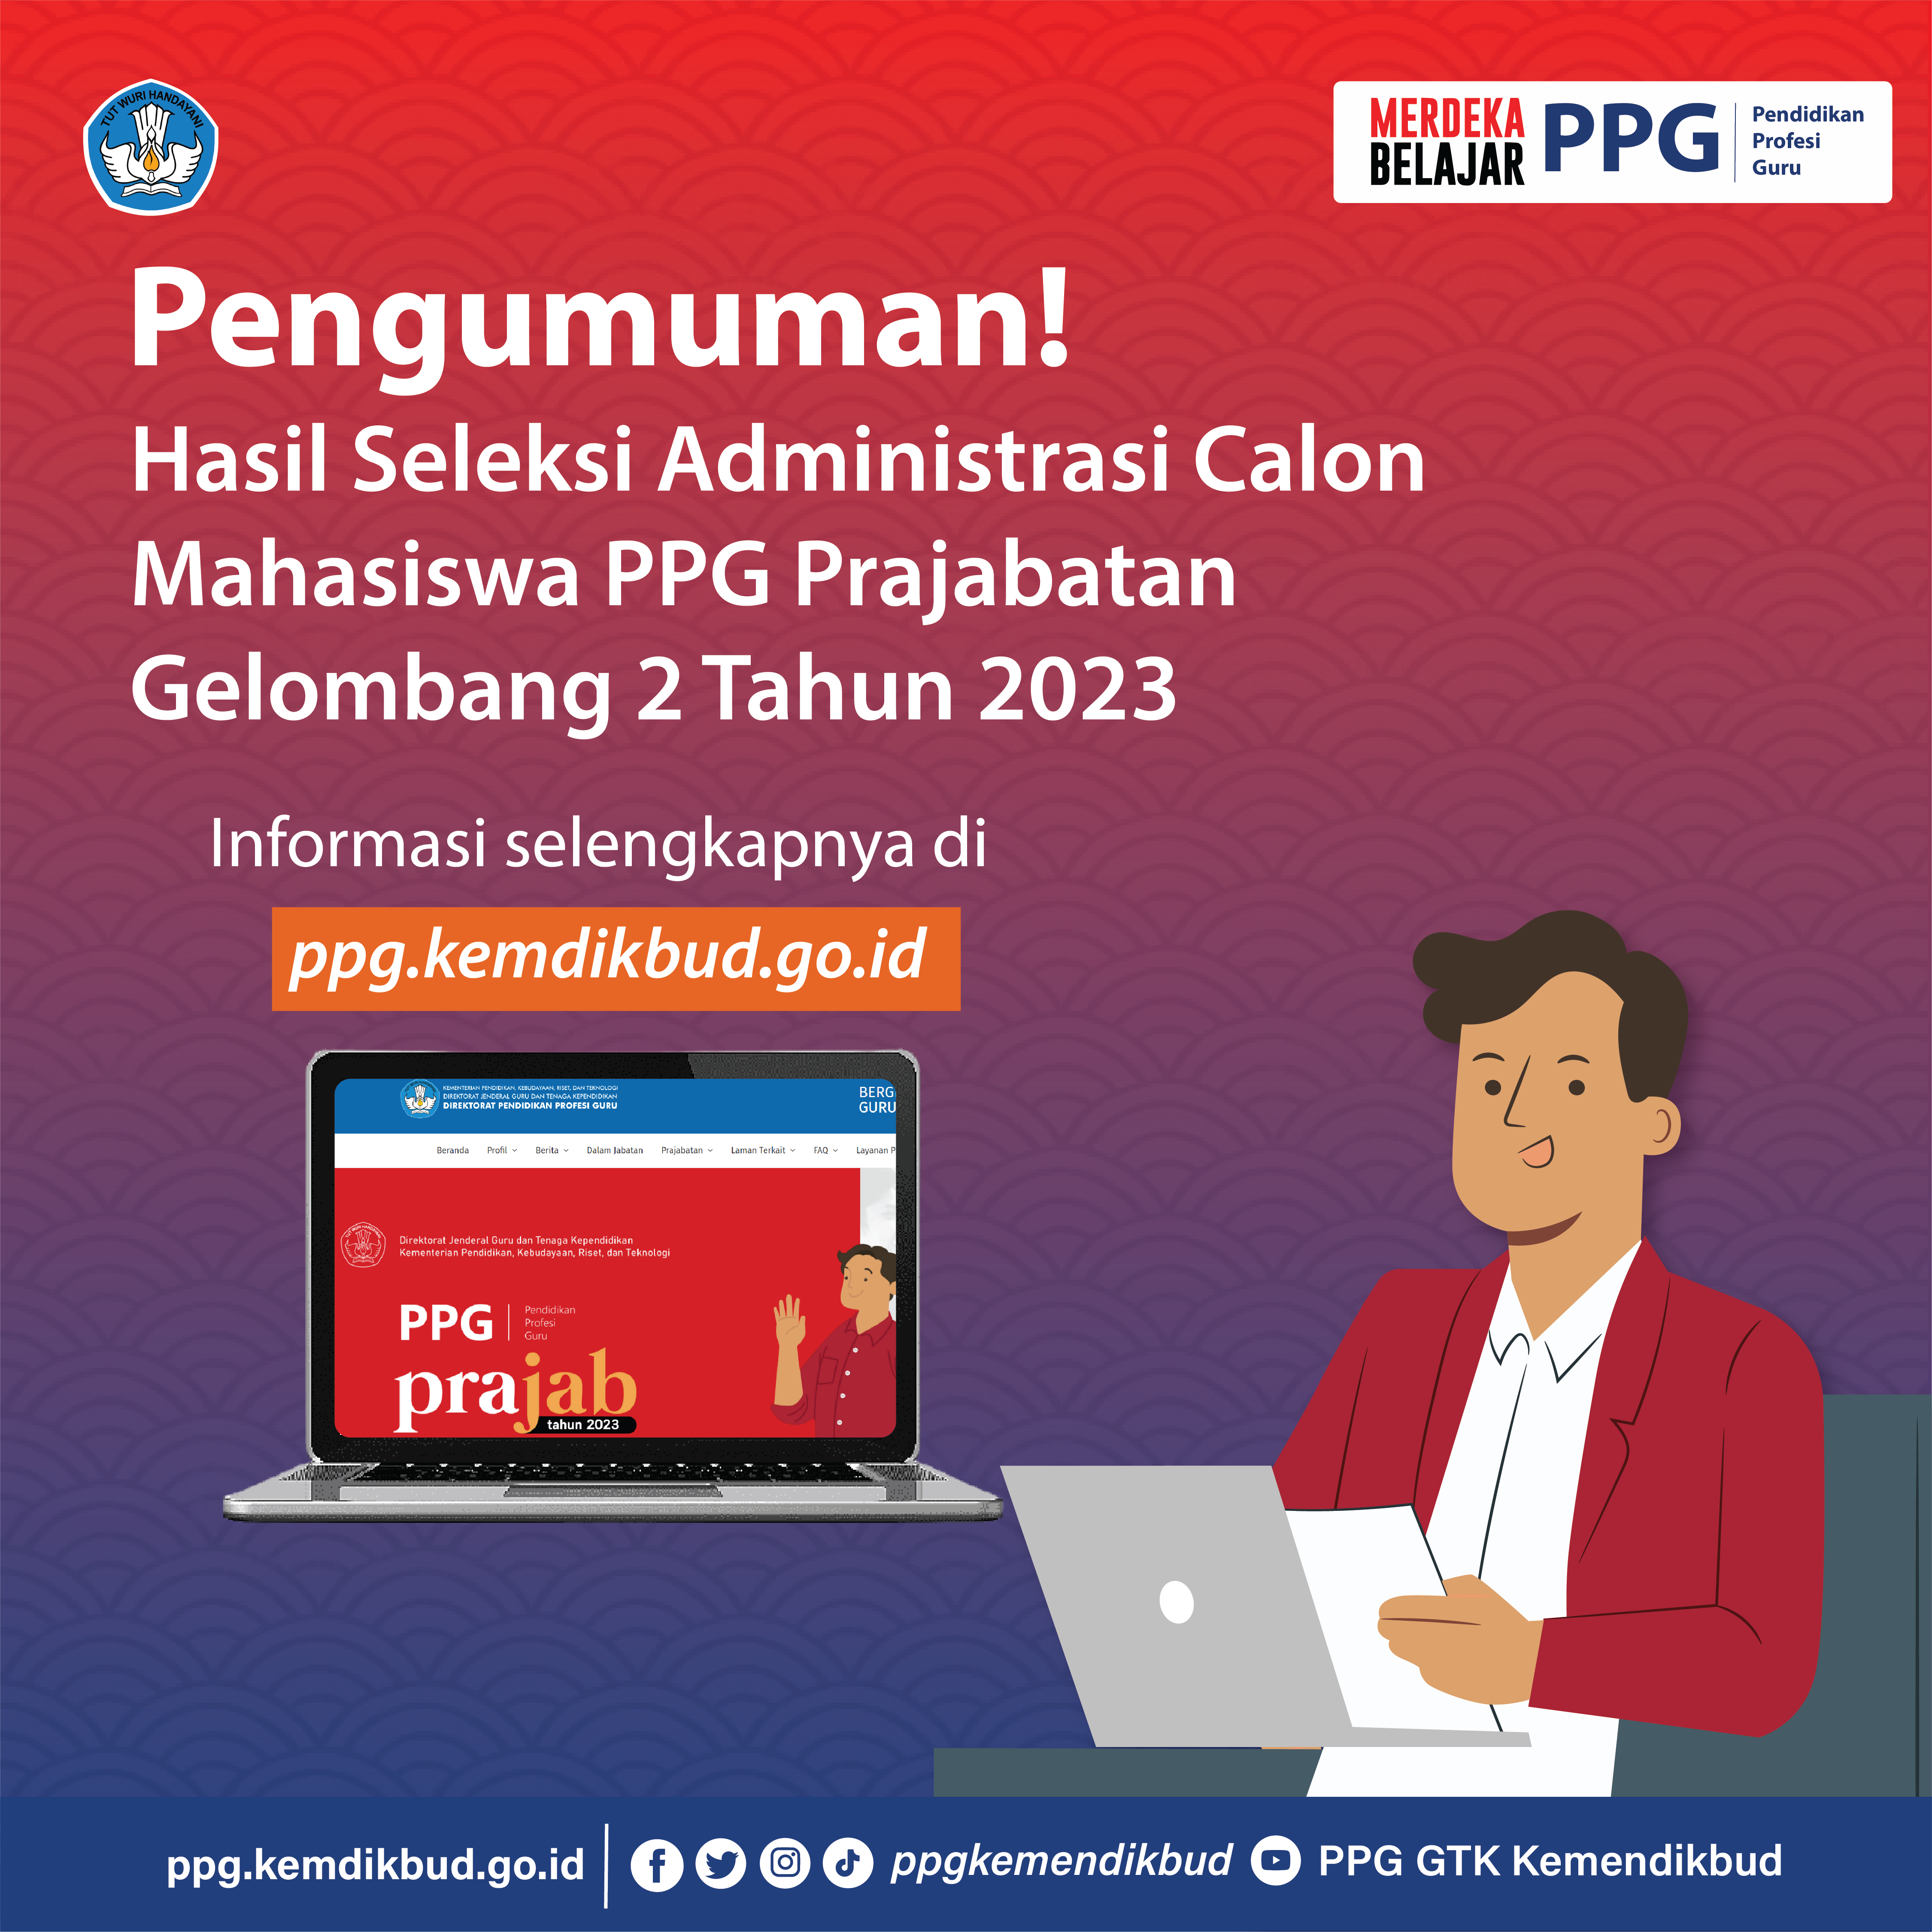 TUT WURI HANDAYANI
MERDEKA
BELAJAR
PPG
Pendidikan
Profesi
Guru
Pengumuman!
Hasil Seleksi Administrasi Calon
Mahasiswa PPG Prajabatan
Gelombang 2 Tahun 2023
Informasi selengkapnya di
ppg.kemdikbud.go.id
KEMENTERIAN PENDIDIKAN, KEBUDAYAAN, RISET, DAN TEKNOLOGI
DIREKTORAT JENDERAL GURU DAN TENAGA KEPENDIDIKAN
DIREKTORAT PENDIDIKAN PROFESI GURU
BERG
GURU
Beranda Profil Berita Dalam Jabatan Prajabatan Laman Terkait FAQ Layanan P
Direktorat Jenderal Guru dan Tenaga Kependidikan
Kementerian Pendidikan, Kebudayaan, Riset, dan Teknologi
PPG
Pendidikan
Profesi
Guru
prajab
tahun 2023
ppg.kemdikbud.go.id ppgkemendikbud PPG GTK Kemendikbud